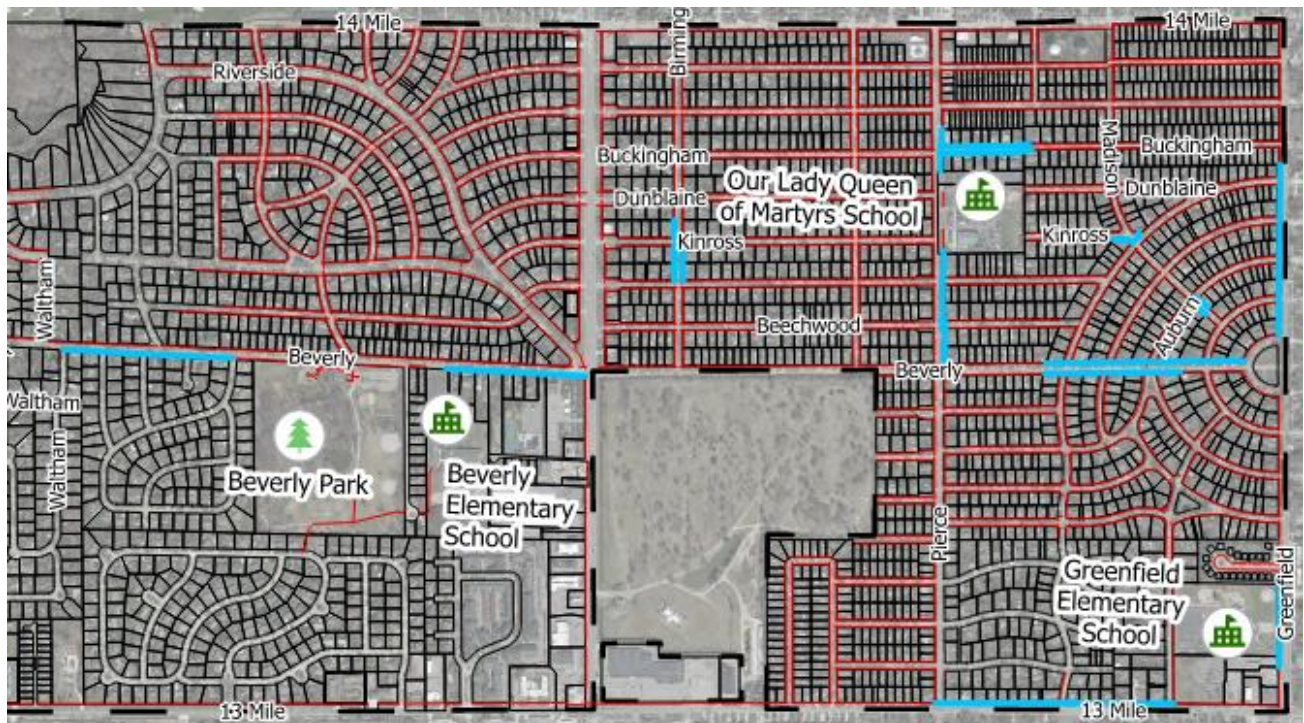 14 Mile
Birming
14 Mile
Riverside
Buckingham
Madison
Buckingham
Dunblaine
Our Lady Queen
of Martyrs School
Dunblaine
Kinross
Kinross
Waltham
Beechwood
Auburn
Beverly
Beverly
Waltham
Waltham
Beverly Park
Beverly
Elementary
School
Pierce
Greenfield
Elementary
School
Greenfield
13 Mile
13 Mile